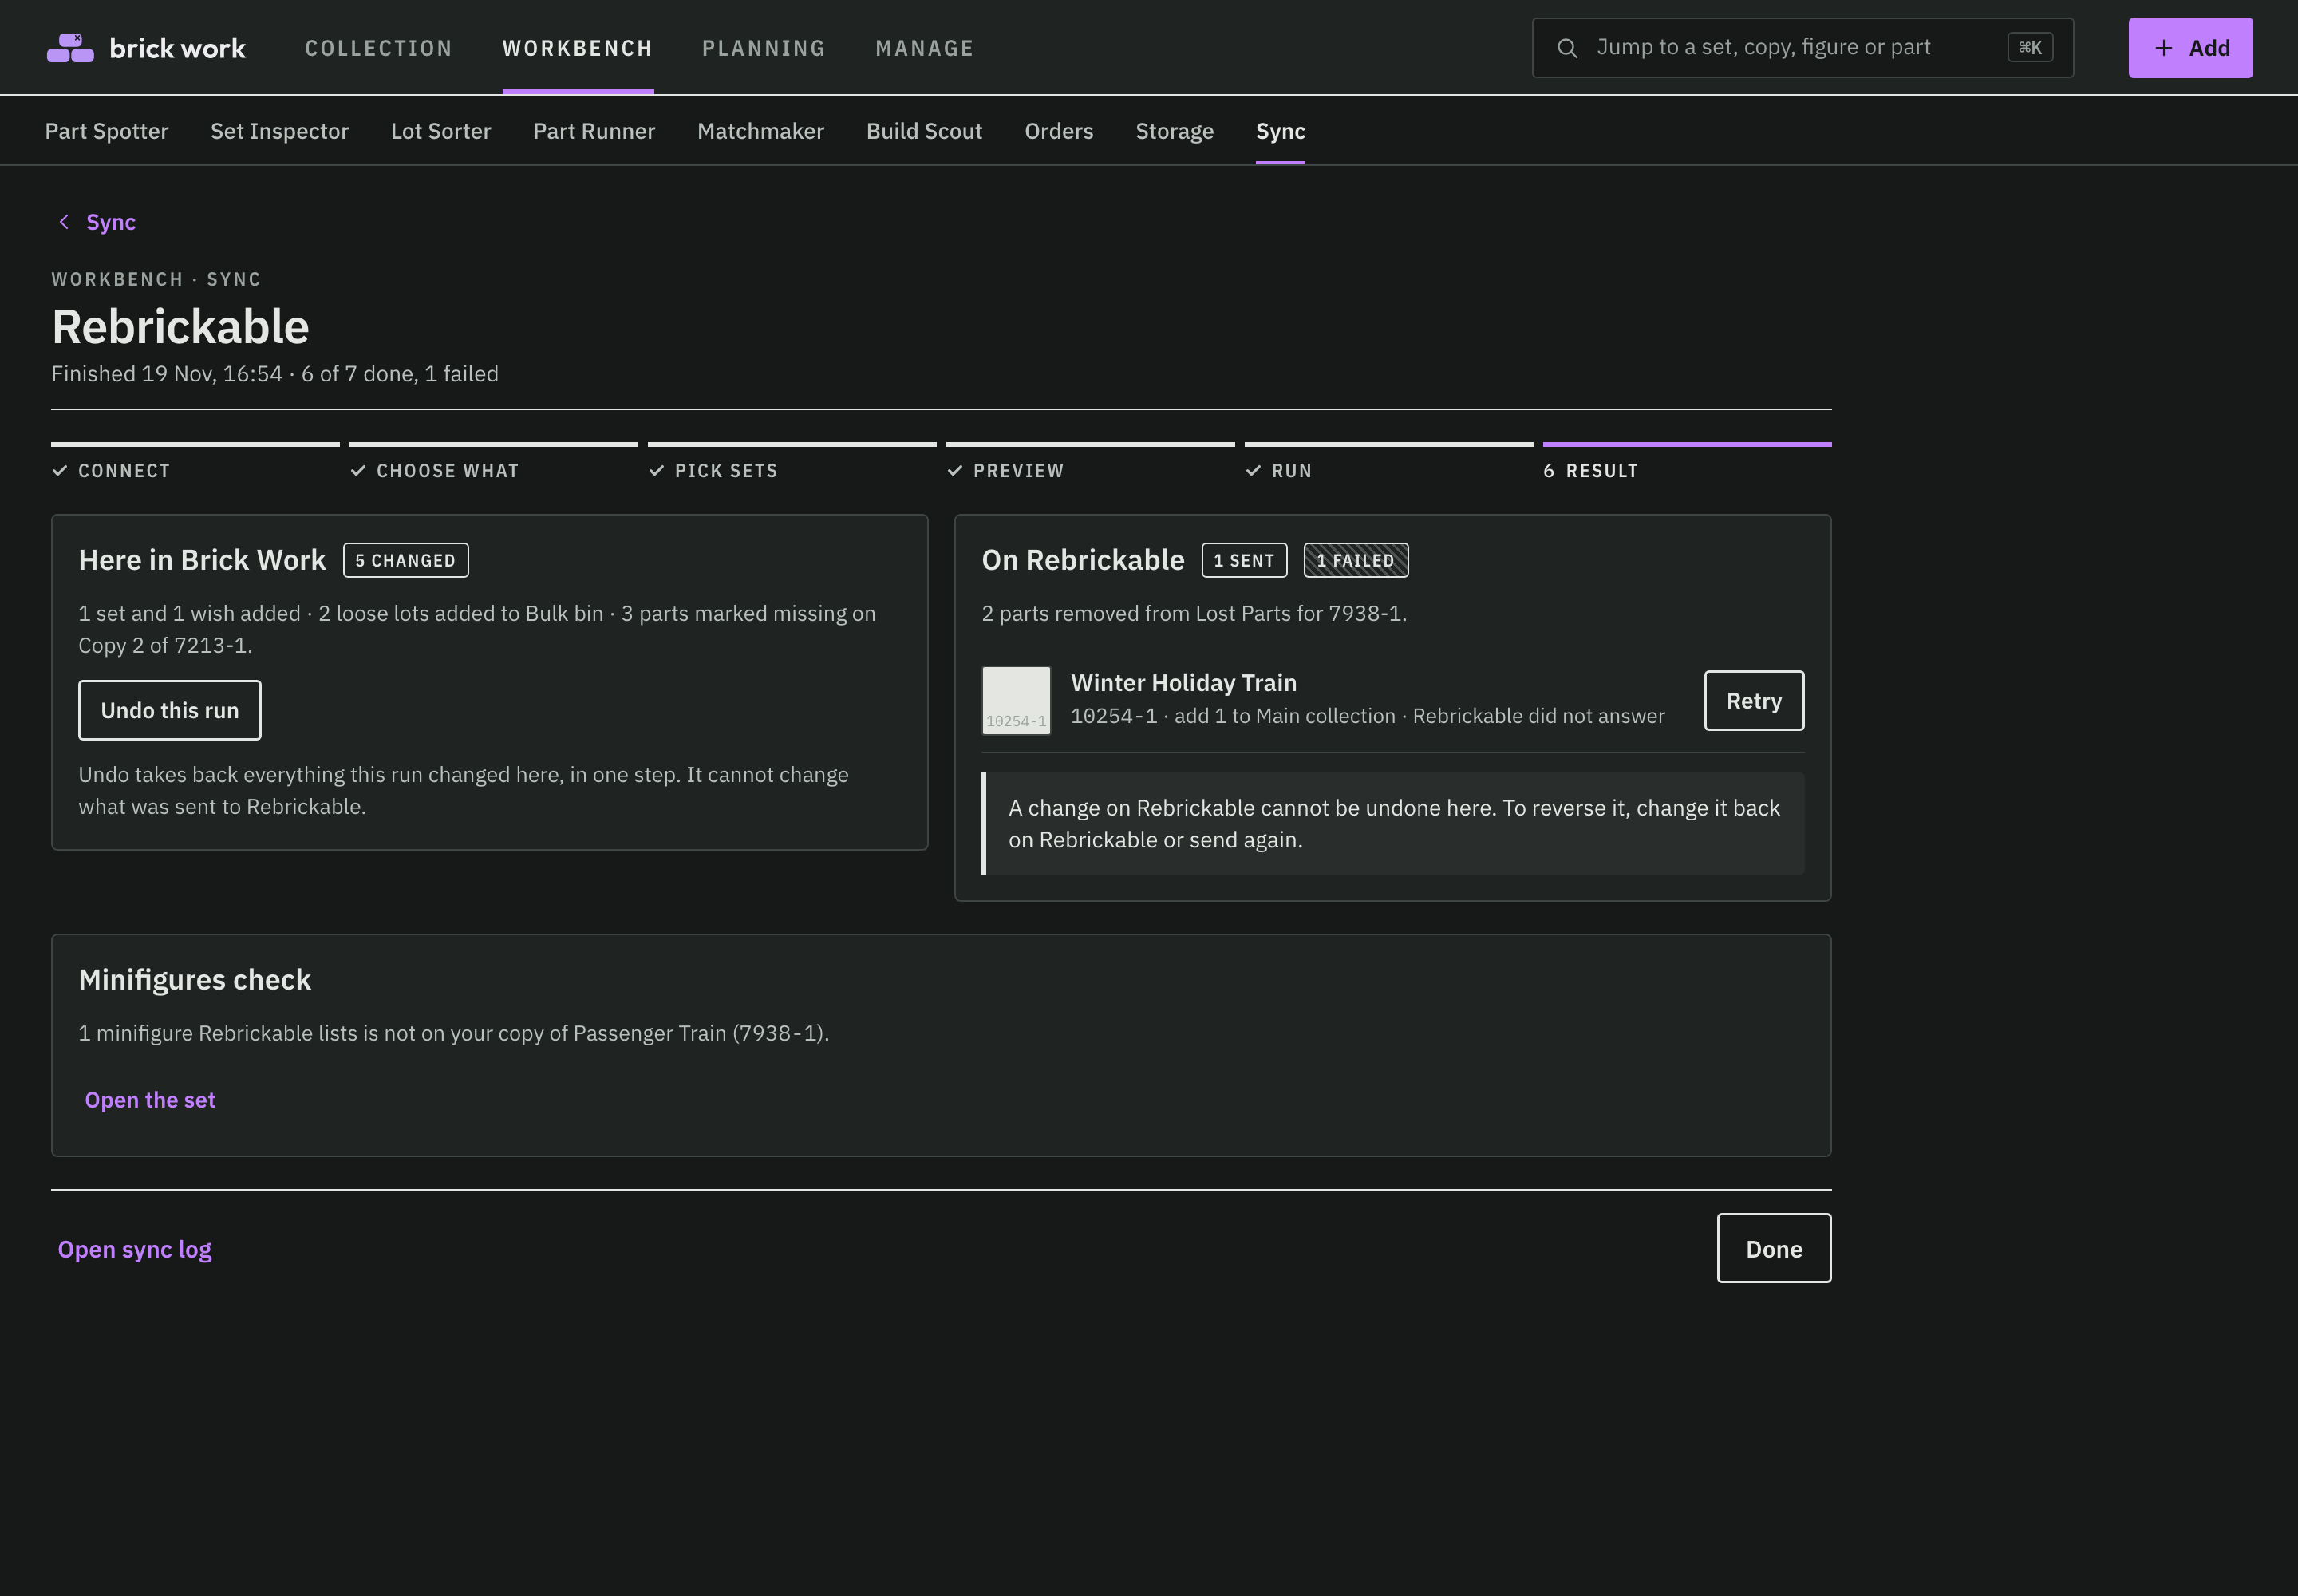 brick work
COLLECTION WORKBENCH PLANNING MANAGE
Jump to a set, copy, figure or part ⌘K
+ Add
Part Spotter Set Inspector Lot Sorter Part Runner Matchmaker Build Scout Orders Storage Sync
Sync
WORKBENCH · SYNC
Rebrickable
Finished 19 Nov, 16:54 · 6 of 7 done, 1 failed
CONNECT CHOOSE WHAT PICK SETS PREVIEW RUN 6 RESULT
Here in Brick Work 5 CHANGED
1 set and 1 wish added · 2 loose lots added to Bulk bin · 3 parts marked missing on
Copy 2 of 7213-1.
Undo this run
Undo takes back everything this run changed here, in one step. It cannot change
what was sent to Rebrickable.
On Rebrickable 1 SENT 1 FAILED
2 parts removed from Lost Parts for 7938-1.
10254-1
Winter Holiday Train
10254-1 · add 1 to Main collection · Rebrickable did not answer
Retry
A change on Rebrickable cannot be undone here. To reverse it, change it back
on Rebrickable or send again.
Minifigures check
1 minifigure Rebrickable lists is not on your copy of Passenger Train (7938-1).
Open the set
Open sync log
Done